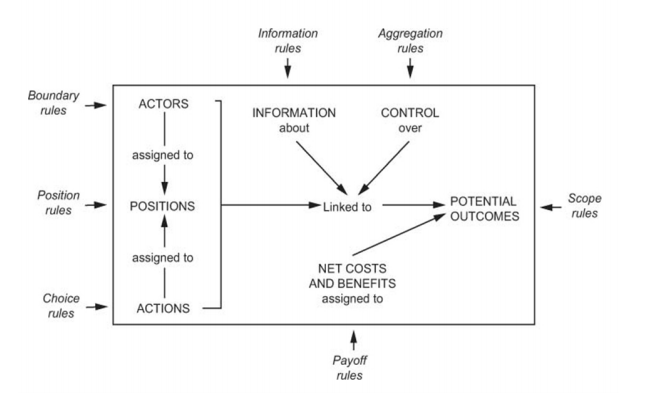 Information
rules
Aggregation
rules
Boundary
rules
ACTORS
INFORMATION
about
CONTROL
over
assigned to
Position
rules
POSITIONS
Linked to
POTENTIAL
OUTCOMES
Scope
rules
assigned to
NET COSTS
AND BENEFITS
assigned to
Choice
rules
ACTIONS
Payoff
rules